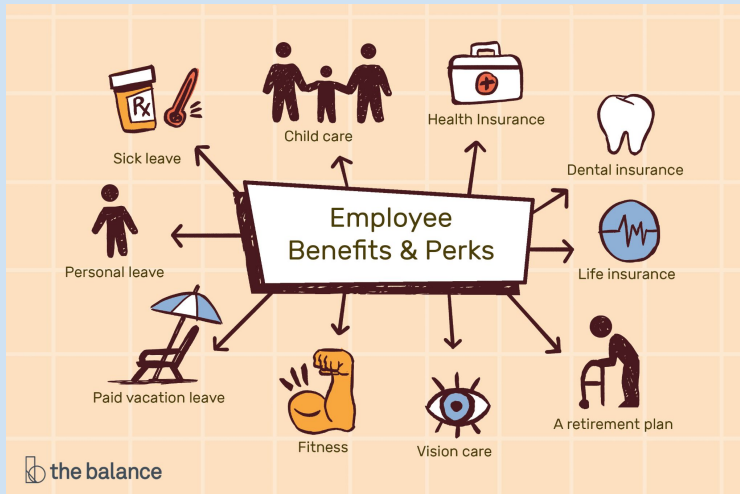 Rx
Sick leave
Child care
Health Insurance
Dental insurance
Employee
Benefits & Perks
Personal leave
Life insurance
Paid vacation leave
Fitness
Vision care
A retirement plan
the balance